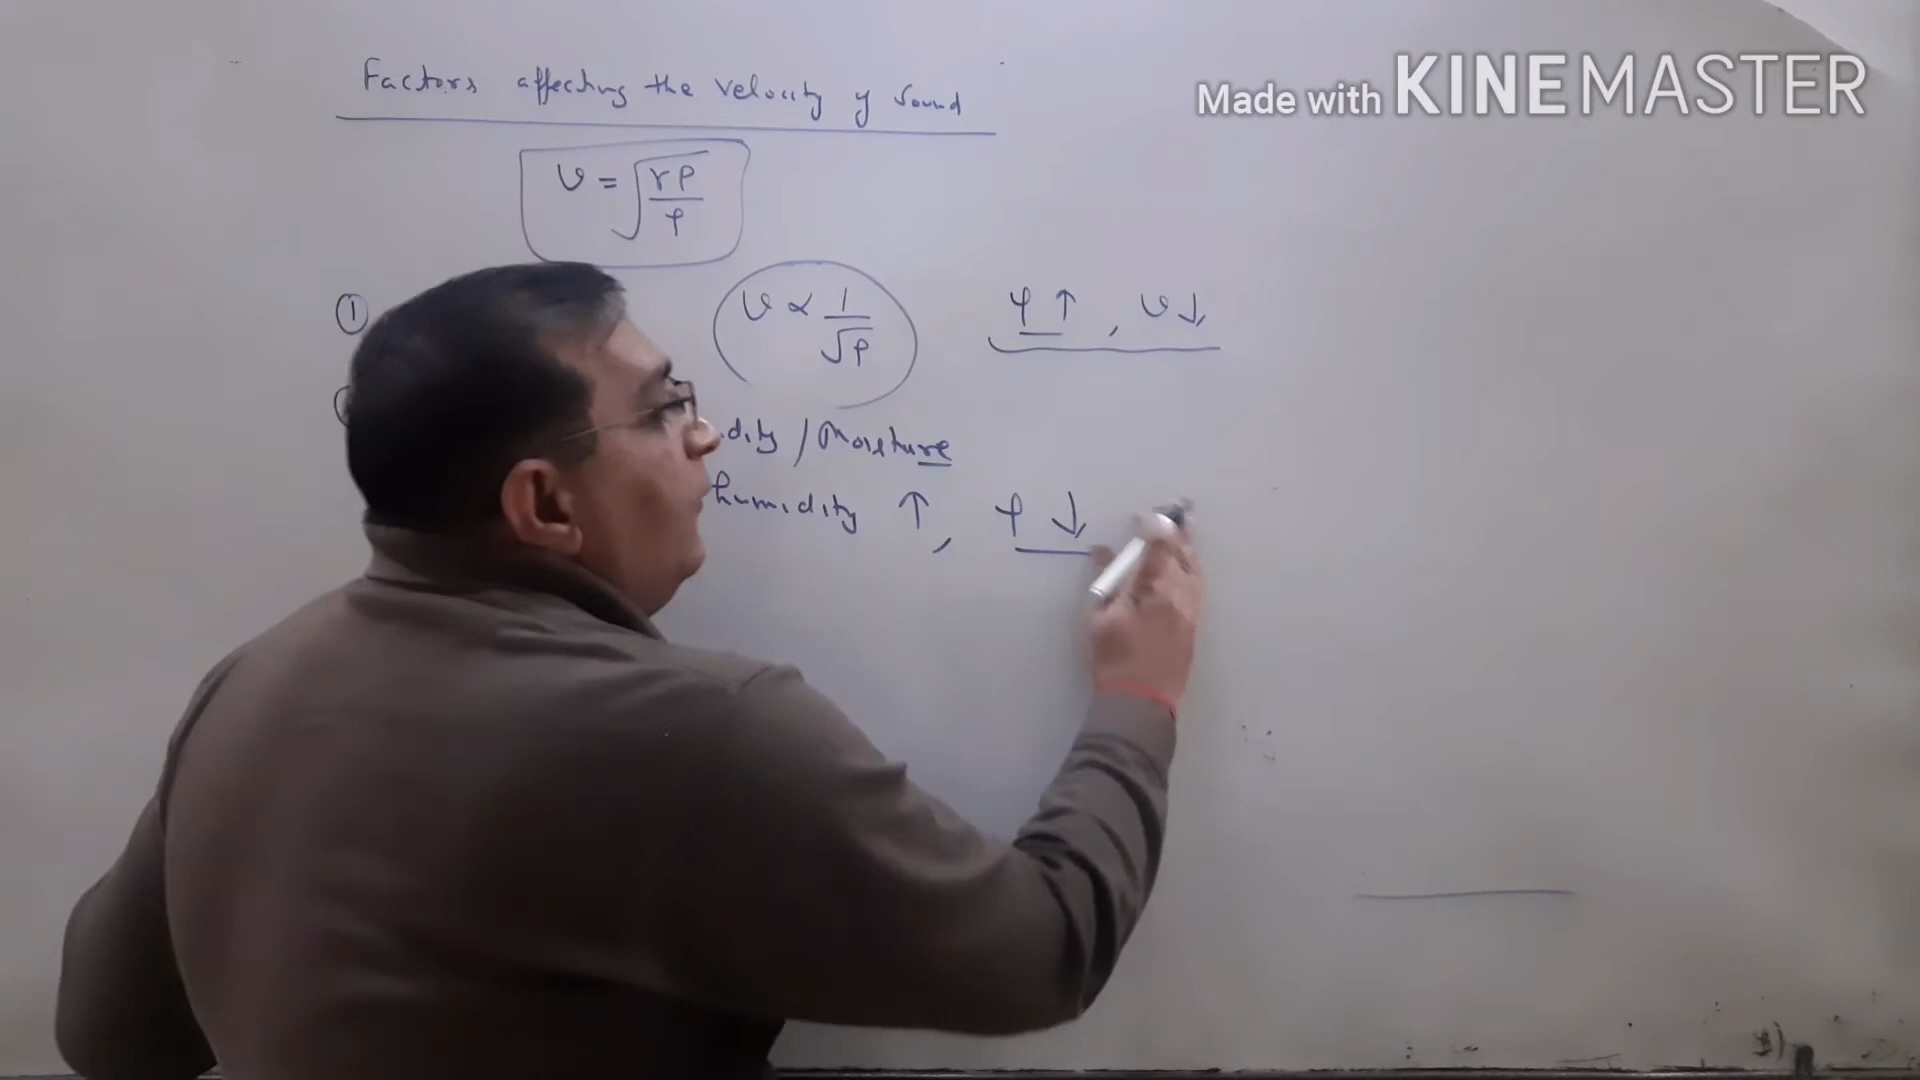 Made with KINEMASTER
Factors affecting the velocity of sound
v = √(γP/ρ)
① v ∝ 1/√ρ ρ ↑, v ↓
/ Moisture
humidity ↑, ρ ↓